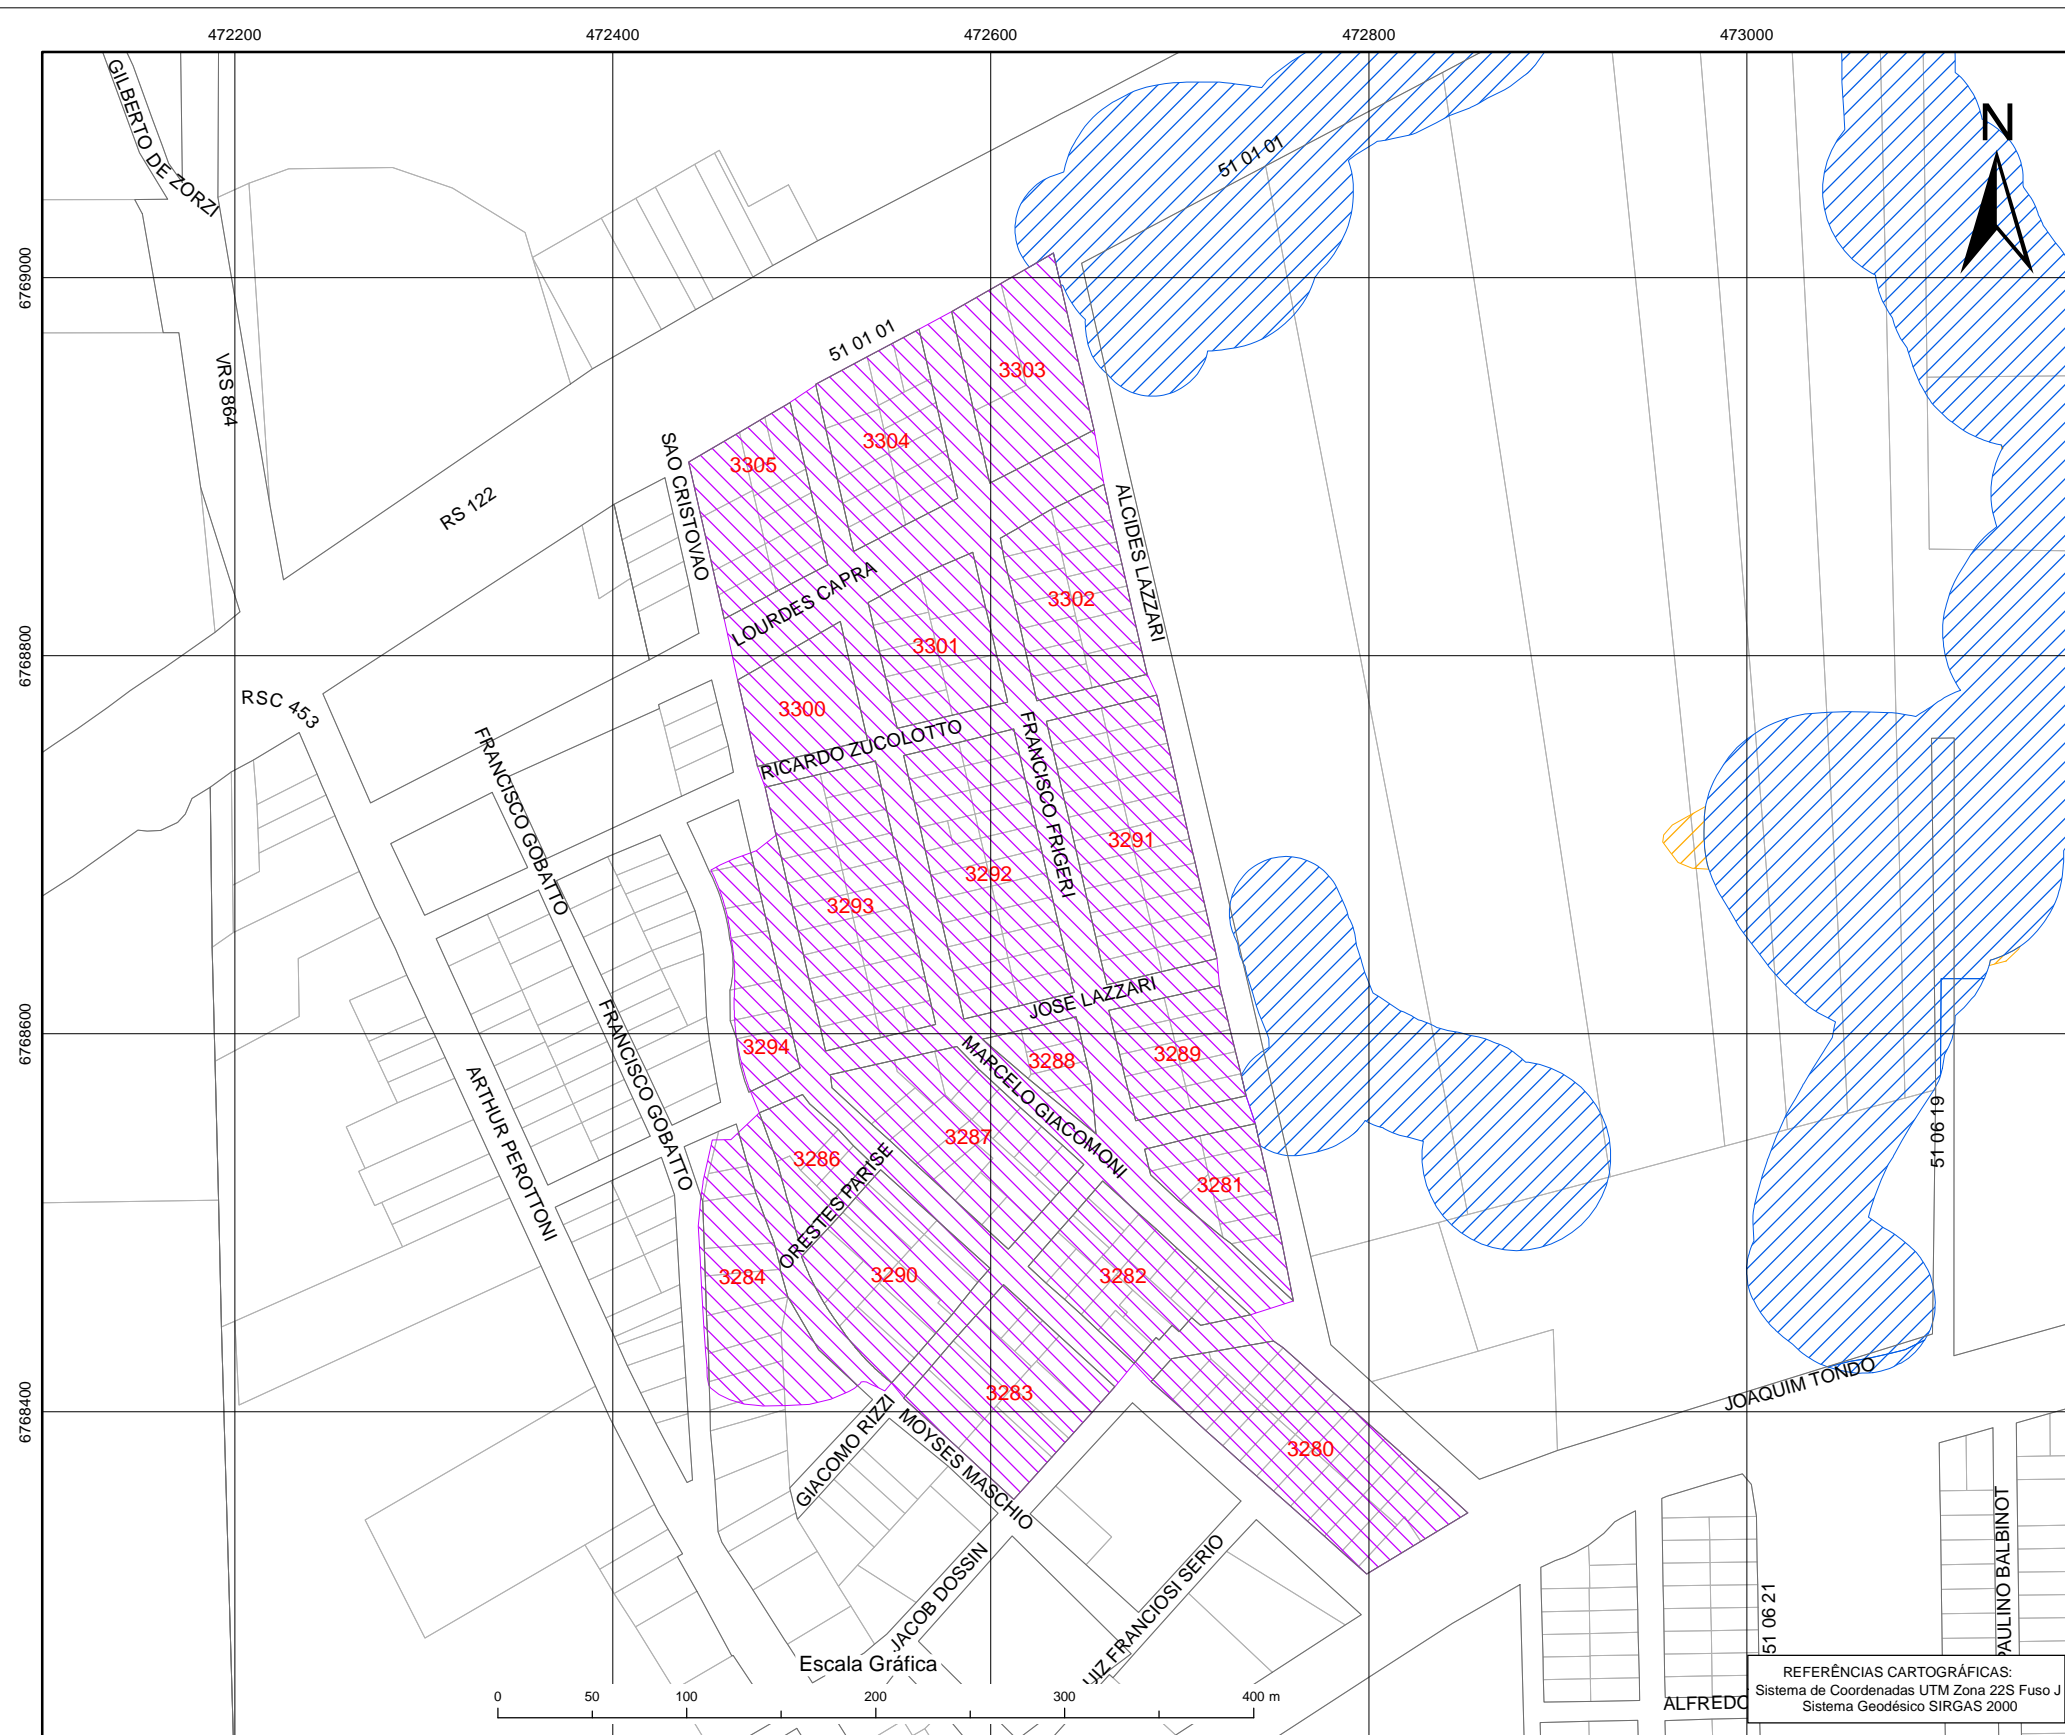 472200
472400
472600
472800
473000
6769000
6768800
6768600
6768400
N
GILBERTO DE ZORZI
VRS 864
RS 122
RSC 453
51 01 01
51 01 01
SAO CRISTOVAO
ALCIDES LAZZARI
3303
3304
3305
LOURDES CAPRA
3302
3301
3300
RICARDO ZUCOLOTTO
FRANCISCO FRIGERI
FRANCISCO GOBATTO
3291
3292
3293
JOSE LAZZARI
3294
3288
3289
MARCELO GIACOMONI
FRANCISCO GOBATTO
ARTHUR PEROTTONI
3287
3286
ORESTES PARISE
3281
3284
3290
3282
51 06 19
3283
GIACOMO RIZZI
MOYSES MASCHIO
3280
JOAQUIM TONDO
JACOB DOSSIN
UIZ FRANCIOSI SERIO
51 06 21
PAULINO BALBINOT
ALFREDO
Escala Gráfica
0 50 100 200 300 400 m
REFERÊNCIAS CARTOGRÁFICAS:
Sistema de Coordenadas UTM Zona 22S Fuso J
Sistema Geodésico SIRGAS 2000